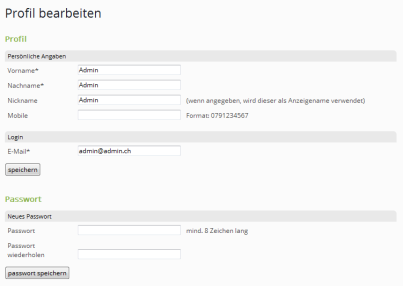 Profil bearbeiten
Profil
Persönliche Angaben
Vorname* Admin
Nachname* Admin
Nickname Admin (wenn angegeben, wird dieser als Anzeigename verwendet)
Mobile Format: 0791234567
Login
E-Mail* admin@admin.ch
speichern
Passwort
Neues Passwort
Passwort mind. 8 Zeichen lang
Passwort
wiederholen
passwort speichern